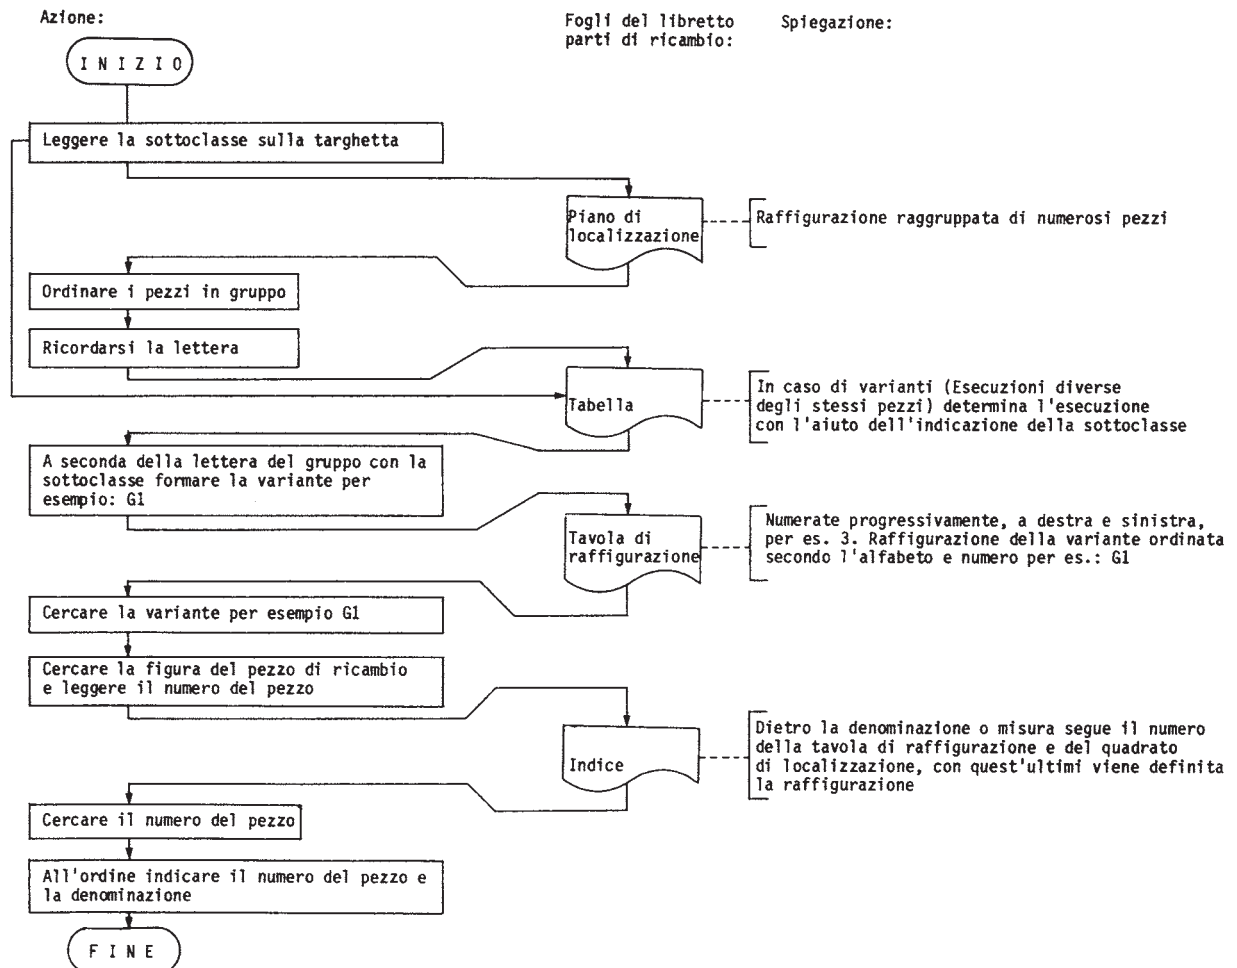 Azione:
Fogli del libretto
parti di ricambio:
Spiegazione:
I N I Z I O
Leggere la sottoclasse sulla targhetta
Piano di
localizzazione
Raffigurazione raggruppata di numerosi pezzi
Ordinare i pezzi in gruppo
Ricordarsi la lettera
Tabella
In caso di varianti (Esecuzioni diverse
degli stessi pezzi) determina l'esecuzione
con l'aiuto dell'indicazione della sottoclasse
A seconda della lettera del gruppo con la
sottoclasse formare la variante per
esempio: G1
Tavola di
raffigurazione
Numerate progressivamente, a destra e sinistra,
per es. 3. Raffigurazione della variante ordinata
secondo l'alfabeto e numero per es.: G1
Cercare la variante per esempio G1
Cercare la figura del pezzo di ricambio
e leggere il numero del pezzo
Indice
Dietro la denominazione o misura segue il numero
della tavola di raffigurazione e del quadrato
di localizzazione, con quest'ultimi viene definita
la raffigurazione
Cercare il numero del pezzo
All'ordine indicare il numero del pezzo e
la denominazione
F I N E